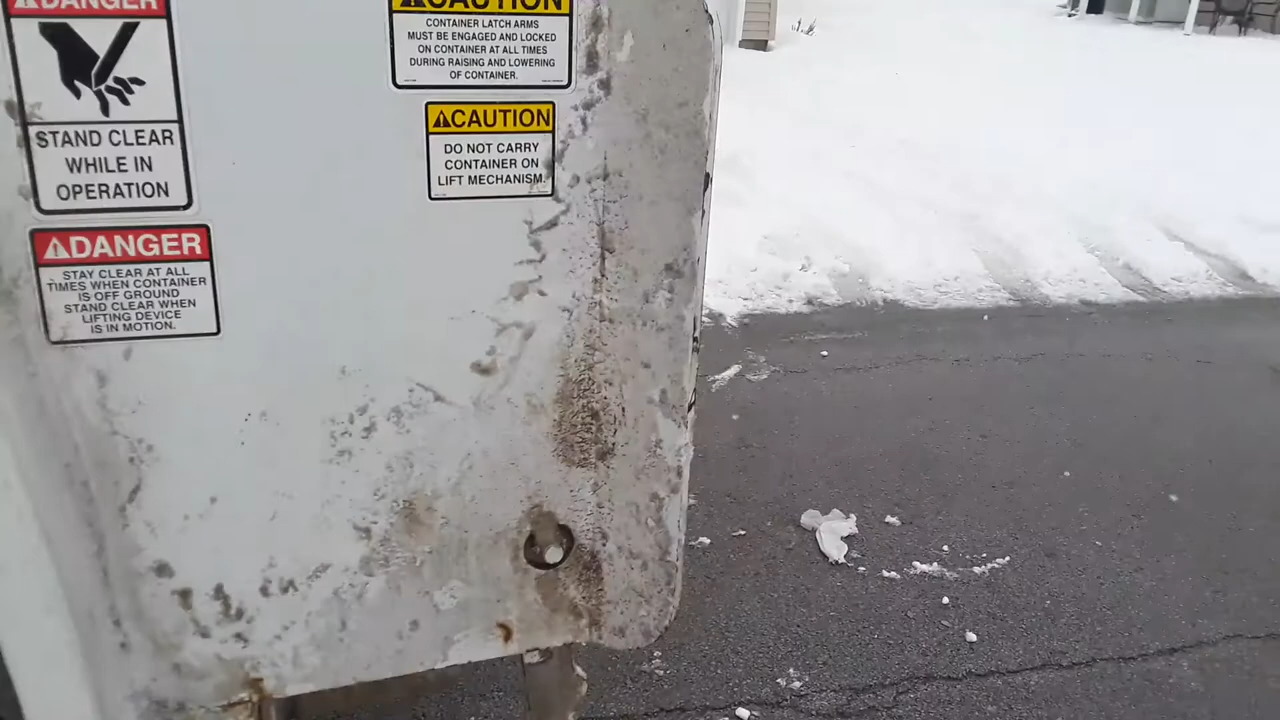 DANGER
STAND CLEAR
WHILE IN
OPERATION
DANGER
STAY CLEAR AT ALL
TIMES WHEN CONTAINER
IS OFF GROUND
STAND CLEAR WHEN
LIFTING DEVICE
IS IN MOTION.
CAUTION
CONTAINER LATCH ARMS
MUST BE ENGAGED AND LOCKED
ON CONTAINER AT ALL TIMES
DURING RAISING AND LOWERING
OF CONTAINER.
CAUTION
DO NOT CARRY
CONTAINER ON
LIFT MECHANISM.